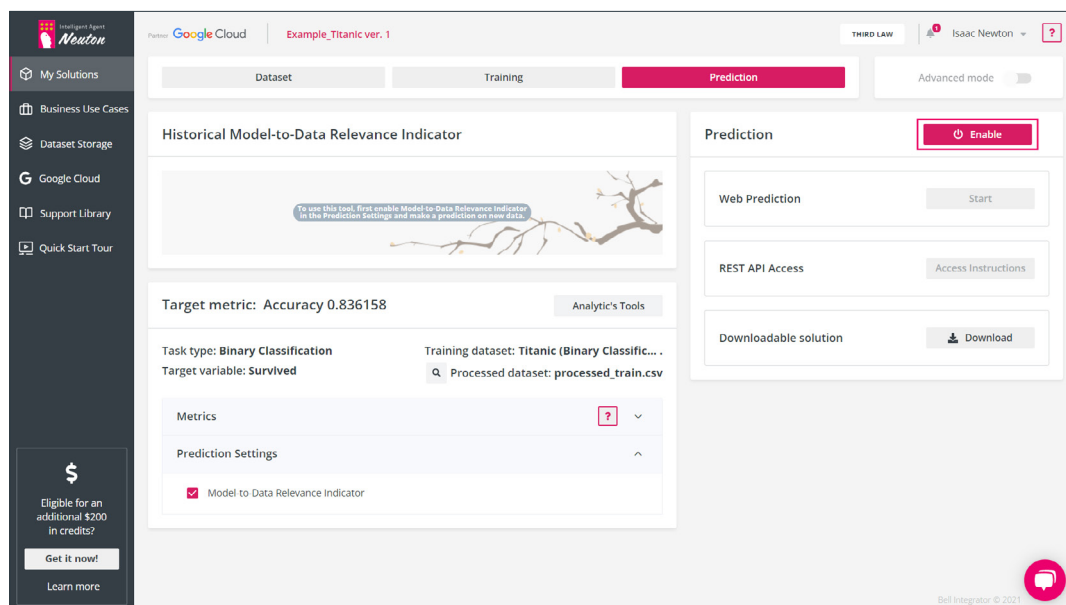 Intelligent Agent
Neuton
Partner Google Cloud
Example_Titanic ver. 1
THIRD LAW
Isaac Newton
?
My Solutions
Business Use Cases
Dataset Storage
Google Cloud
Support Library
Quick Start Tour
Dataset
Training
Prediction
Advanced mode
Historical Model-to-Data Relevance Indicator
To use this tool, first enable Model-to-Data Relevance Indicator
in the Prediction Settings and make a prediction on new data.
Prediction
Enable
Web Prediction
Start
REST API Access
Access Instructions
Downloadable solution
Download
Target metric: Accuracy 0.836158
Analytic's Tools
Task type: Binary Classification
Training dataset: Titanic (Binary Classific... .
Target variable: Survived
Processed dataset: processed_train.csv
Metrics
?
Prediction Settings
Model-to-Data Relevance Indicator
$
Eligible for an
additional $200
in credits?
Get it now!
Learn more
Bell Integrator © 2021